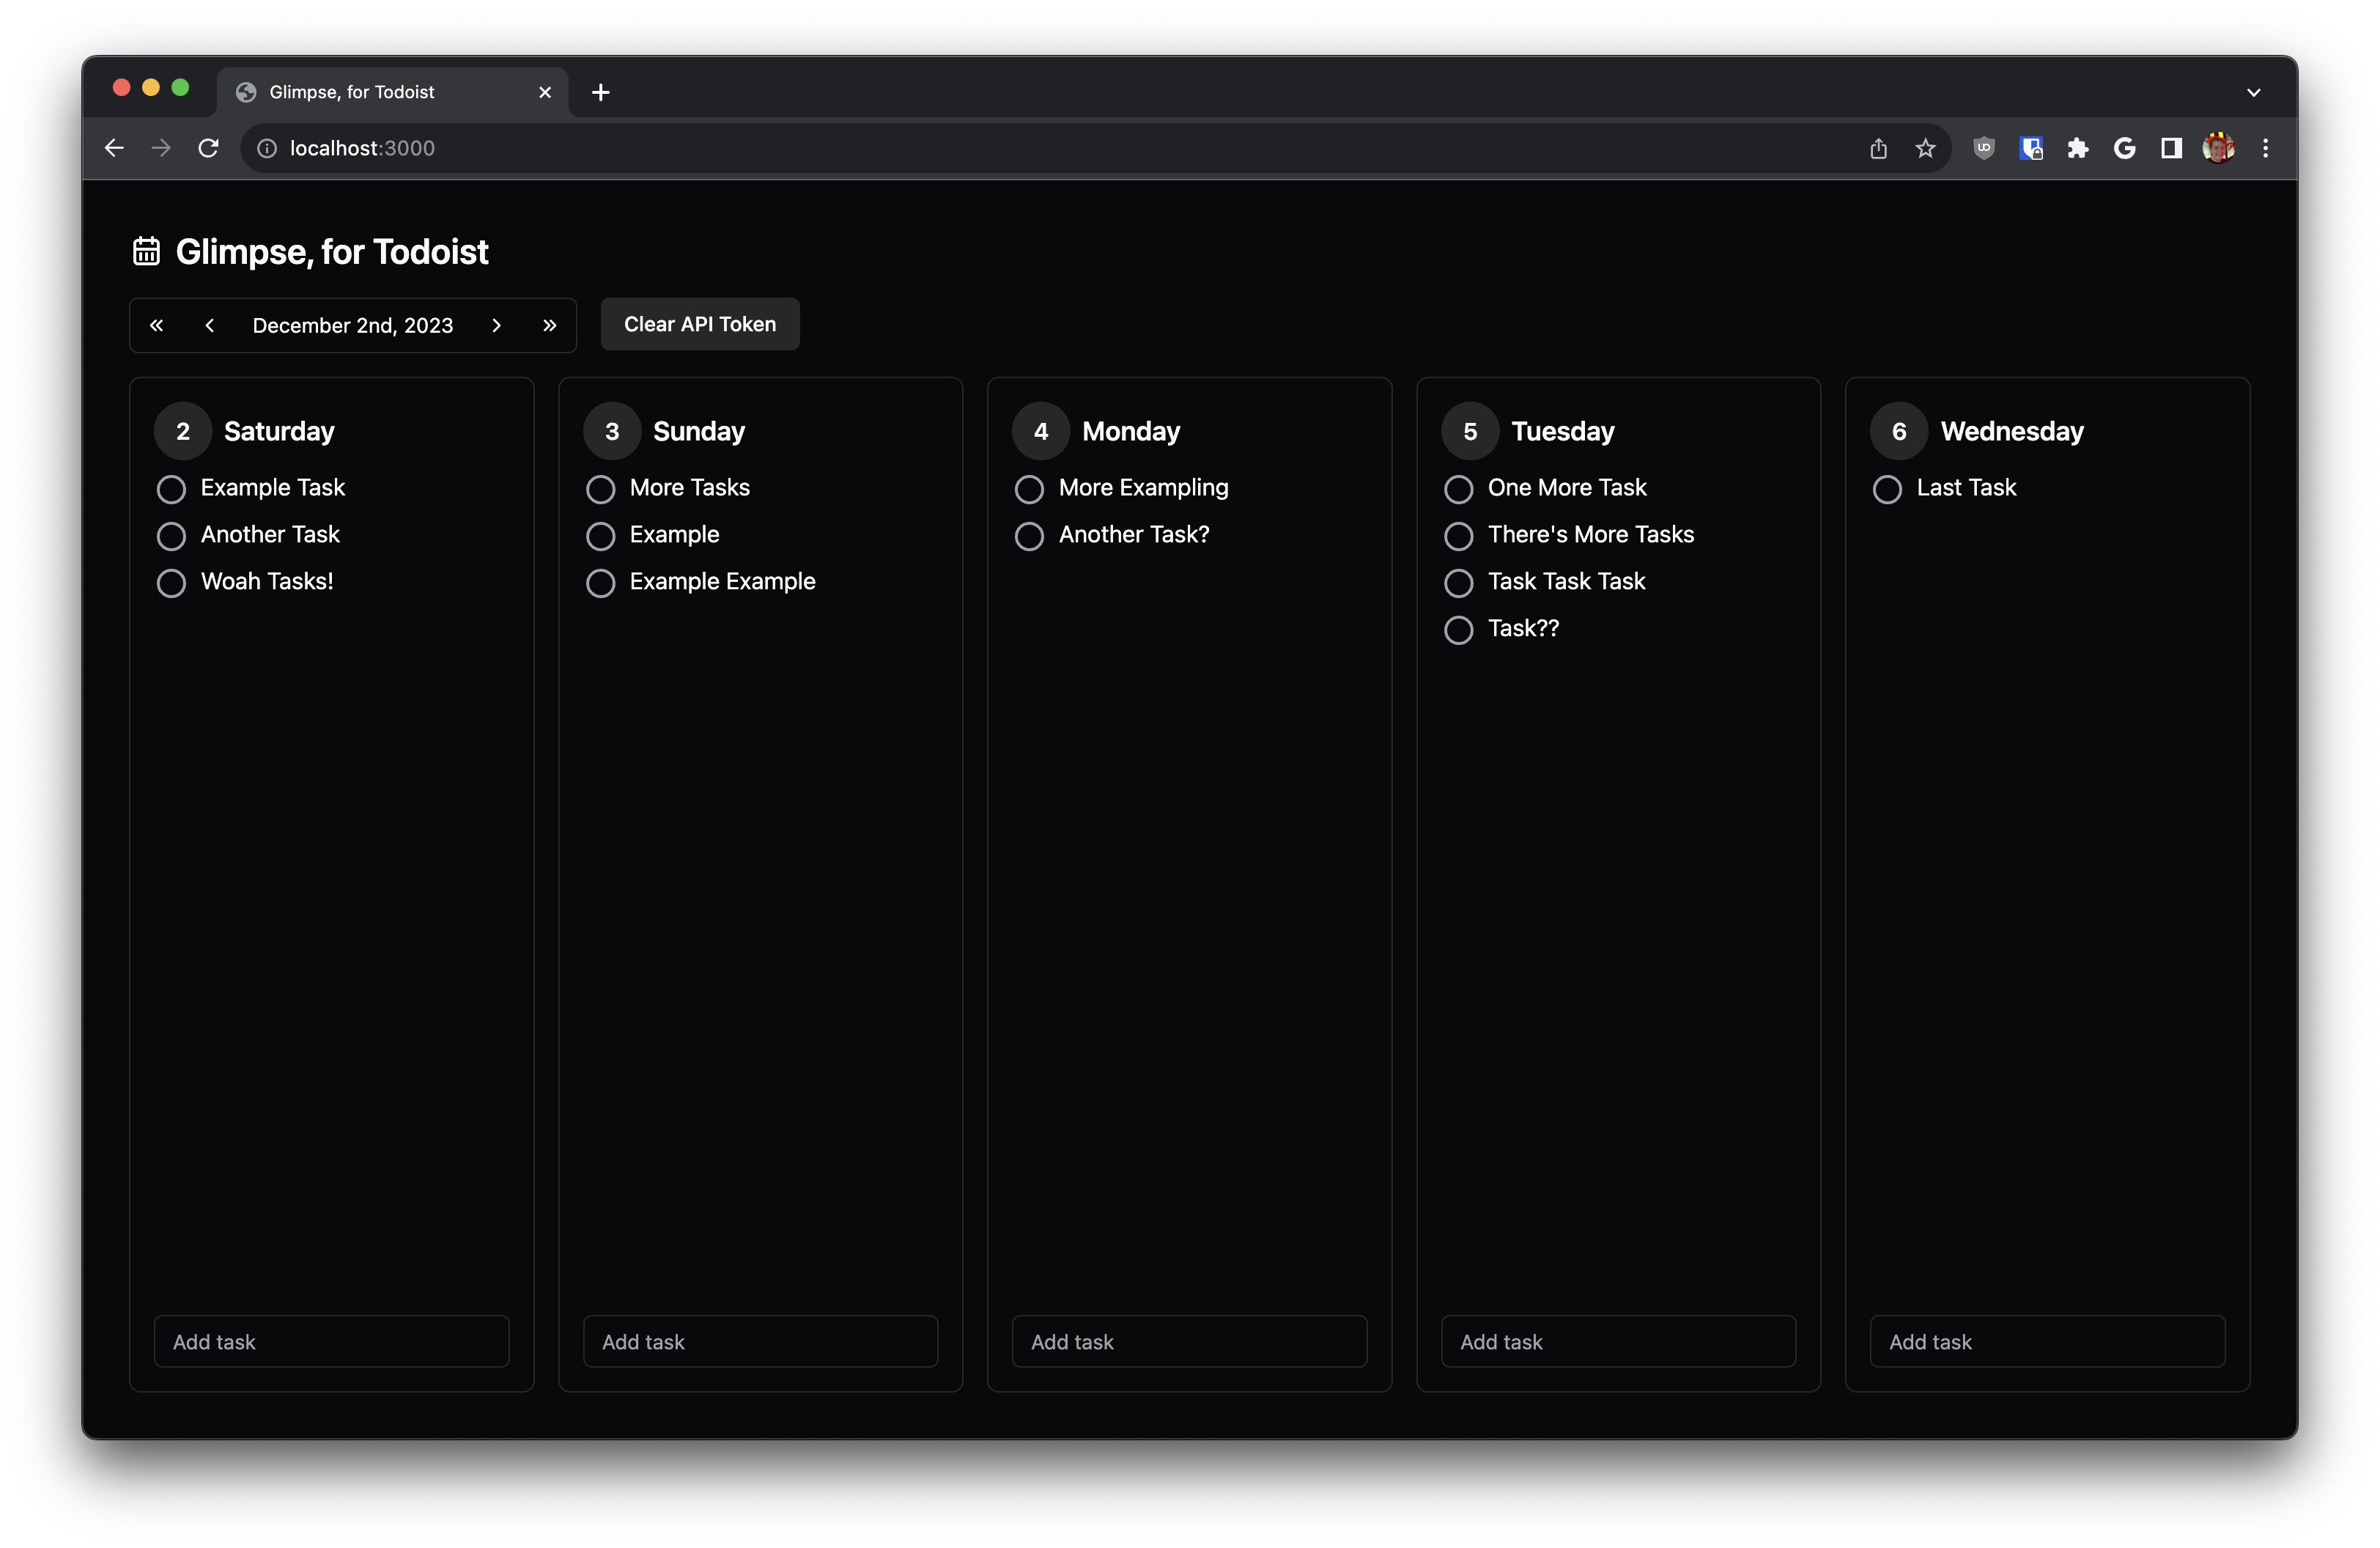 Glimpse, for Todoist
localhost:3000
Glimpse, for Todoist
December 2nd, 2023
Clear API Token
2 Saturday
Example Task
Another Task
Woah Tasks!
Add task
3 Sunday
More Tasks
Example
Example Example
Add task
4 Monday
More Exampling
Another Task?
Add task
5 Tuesday
One More Task
There's More Tasks
Task Task Task
Task??
Add task
6 Wednesday
Last Task
Add task